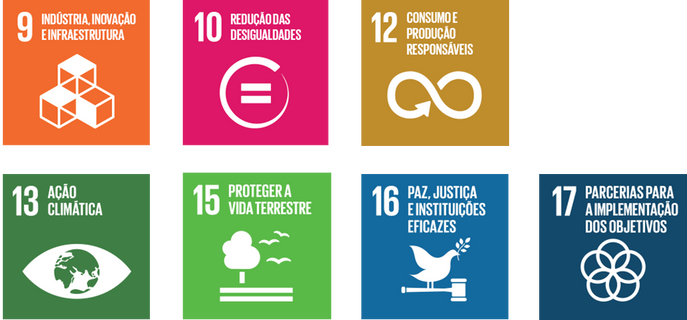 9 INDÚSTRIA, INOVAÇÃO
E INFRAESTRUTURA
10 REDUÇÃO DAS
DESIGUALDADES
12 CONSUMO E
PRODUÇÃO
RESPONSÁVEIS
13 AÇÃO
CLIMÁTICA
15 PROTEGER A
VIDA TERRESTRE
16 PAZ, JUSTIÇA
E INSTITUIÇÕES
EFICAZES
17 PARCERIAS PARA
A IMPLEMENTAÇÃO
DOS OBJETIVOS